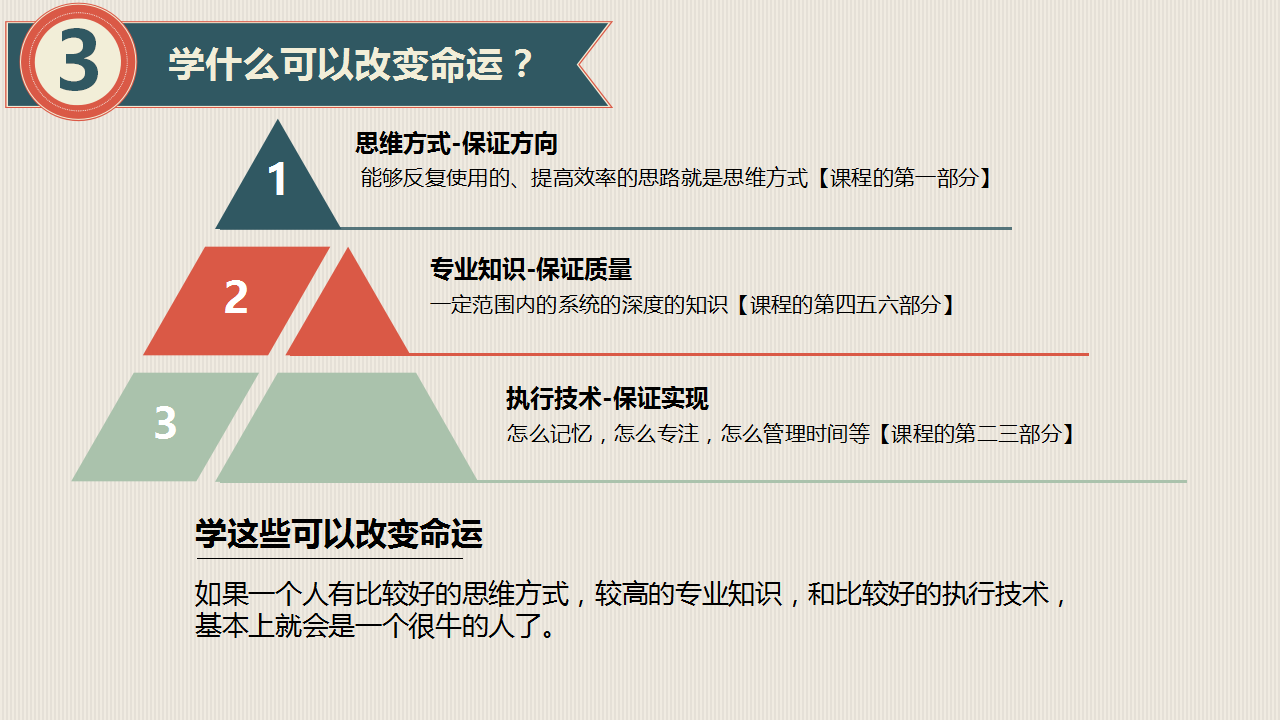 3
学什么可以改变命运？
1
思维方式-保证方向
能够反复使用的、提高效率的思路就是思维方式【课程的第一部分】
2
专业知识-保证质量
一定范围内的系统的深度的知识【课程的第四五六部分】
3
执行技术-保证实现
怎么记忆，怎么专注，怎么管理时间等【课程的第二三部分】
学这些可以改变命运
如果一个人有比较好的思维方式，较高的专业知识，和比较好的执行技术，
基本上就会是一个很牛的人了。